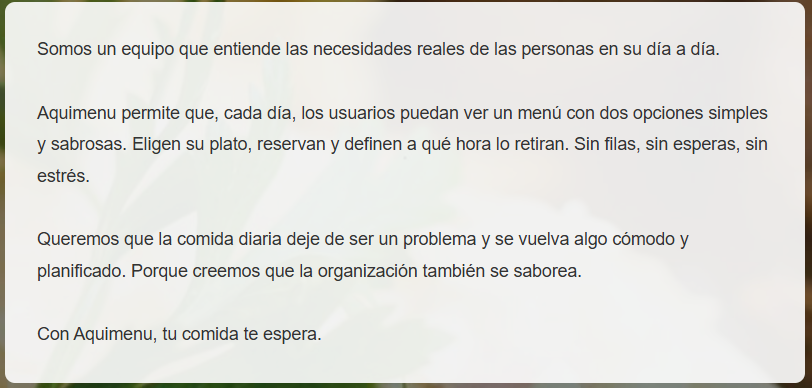 Somos un equipo que entiende las necesidades reales de las personas en su día a día.
Aquimenu permite que, cada día, los usuarios puedan ver un menú con dos opciones simples
y sabrosas. Eligen su plato, reservan y definen a qué hora lo retiran. Sin filas, sin esperas, sin
estrés.
Queremos que la comida diaria deje de ser un problema y se vuelva algo cómodo y
planificado. Porque creemos que la organización también se saborea.
Con Aquimenu, tu comida te espera.